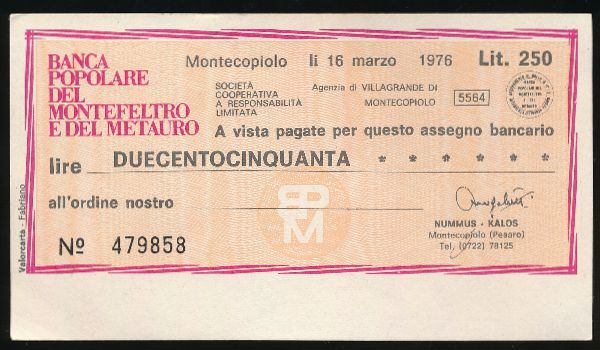 BANCA
POPOLARE
DEL
MONTEFELTRO
E DEL METAURO
Montecopiolo li 16 marzo 1976 Lit. 250
SOCIETÀ
COOPERATIVA
A RESPONSABILITÀ
LIMITATA
Agenzia di VILLAGRANDE DI
MONTECOPIOLO
5564
A vista pagate per questo assegno bancario
lire DUECENTOCINQUANTA * * * * * *
all'ordine nostro
BPM
NUMMUS - KALOS
Montecopiolo (Pesaro)
Tel. (0722) 78125
Nº 479858
Valorcarta - Fabriano